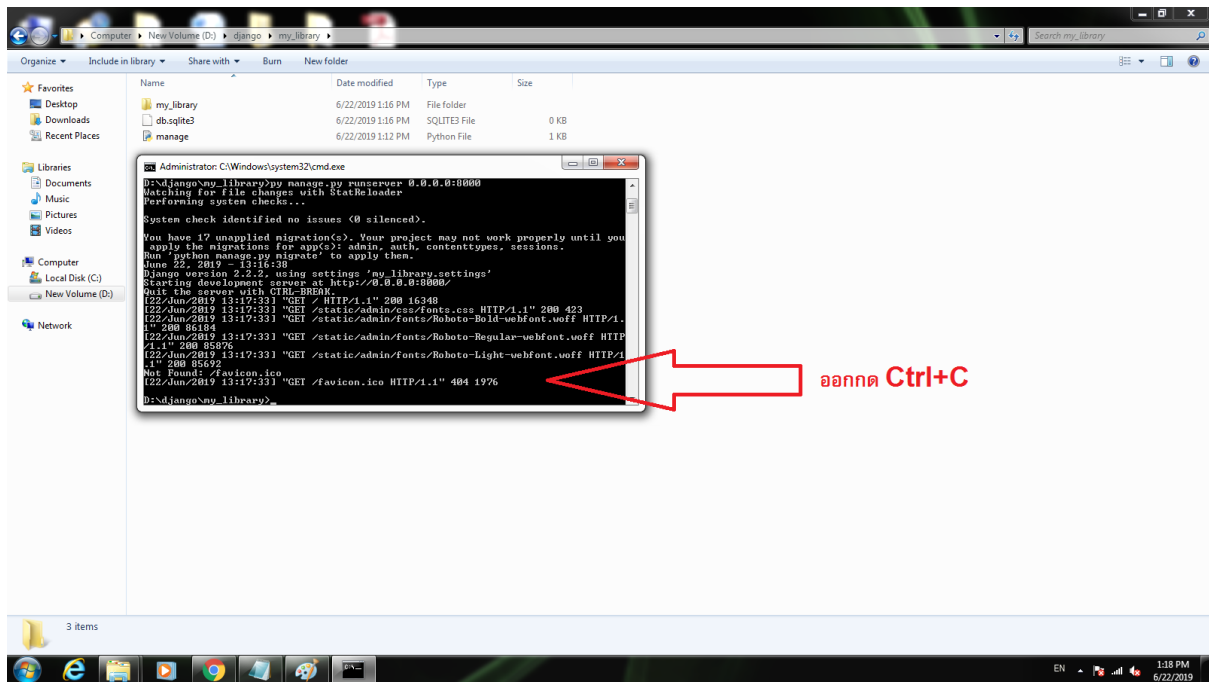 Computer ▸ New Volume (D:) ▸ django ▸ my_library ▸
Search my_library
Organize Include in library Share with Burn New folder
Name Date modified Type Size
Favorites
Desktop
Downloads
Recent Places
Libraries
Documents
Music
Pictures
Videos
Computer
Local Disk (C:)
New Volume (D:)
Network
my_library 6/22/2019 1:16 PM File folder
db.sqlite3 6/22/2019 1:16 PM SQLITE3 File 0 KB
manage 6/22/2019 1:12 PM Python File 1 KB
Administrator: C:\Windows\system32\cmd.exe
D:\django\my_library>py manage.py runserver 0.0.0.0:8000
Watching for file changes with StatReloader
Performing system checks...
System check identified no issues (0 silenced).
You have 17 unapplied migration(s). Your project may not work properly until you
apply the migrations for app(s): admin, auth, contenttypes, sessions.
Run 'python manage.py migrate' to apply them.
June 22, 2019 - 13:16:38
Django version 2.2.2, using settings 'my_library.settings'
Starting development server at http://0.0.0.0:8000/
Quit the server with CTRL-BREAK.
[22/Jun/2019 13:17:33] "GET / HTTP/1.1" 200 16348
[22/Jun/2019 13:17:33] "GET /static/admin/css/fonts.css HTTP/1.1" 200 423
[22/Jun/2019 13:17:33] "GET /static/admin/fonts/Roboto-Bold-webfont.woff HTTP/1.
1" 200 86184
[22/Jun/2019 13:17:33] "GET /static/admin/fonts/Roboto-Regular-webfont.woff HTTP
/1.1" 200 85876
[22/Jun/2019 13:17:33] "GET /static/admin/fonts/Roboto-Light-webfont.woff HTTP/1
.1" 200 85692
Not Found: /favicon.ico
[22/Jun/2019 13:17:33] "GET /favicon.ico HTTP/1.1" 404 1976
D:\django\my_library>_
ออกกด Ctrl+C
3 items
EN
1:18 PM
6/22/2019